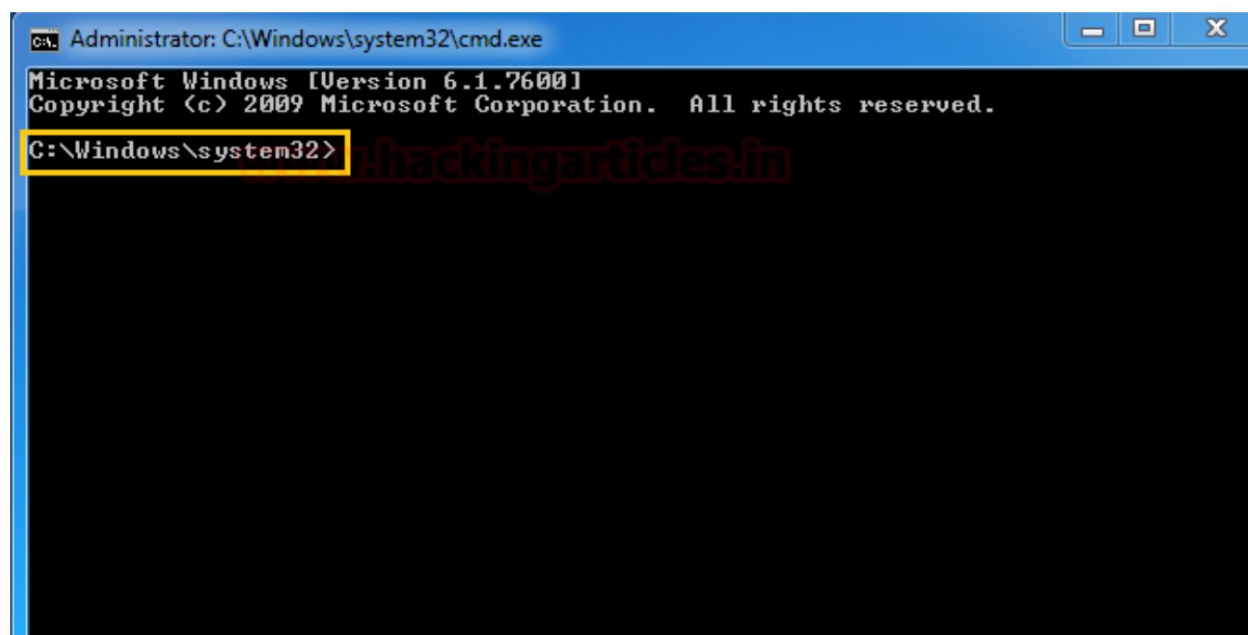 Administrator: C:\Windows\system32\cmd.exe
Microsoft Windows [Version 6.1.7600]
Copyright (c) 2009 Microsoft Corporation.  All rights reserved.
C:\Windows\system32>
www.hackingarticles.in